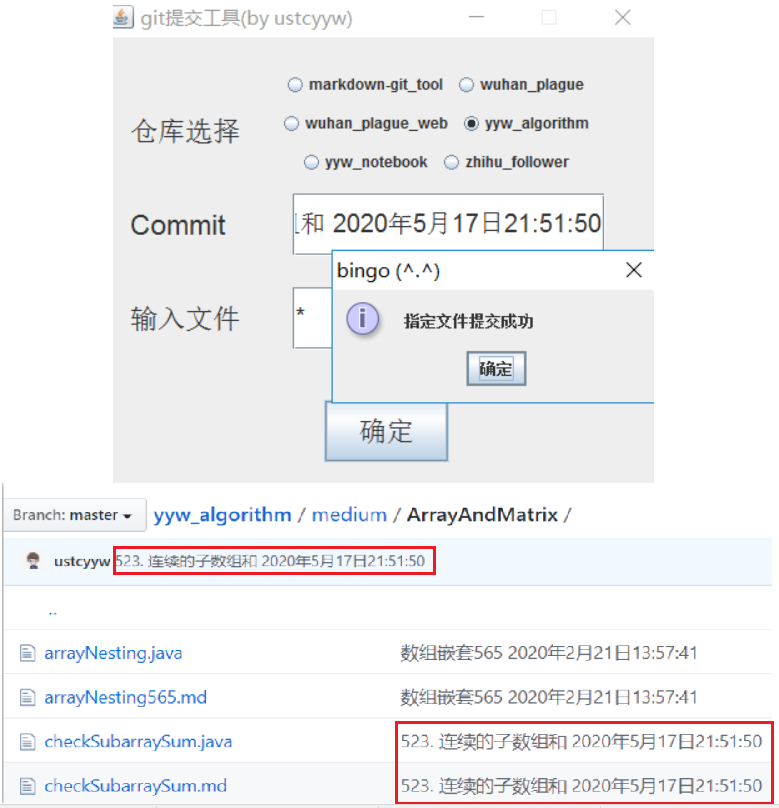 git提交工具(by ustcyyw)
markdown-git_tool wuhan_plague
仓库选择 wuhan_plague_web yyw_algorithm
yyw_notebook zhihu_follower
Commit 和 2020年5月17日21:51:50
bingo (^.^)
输入文件 * 指定文件提交成功
确定
确定
Branch: master yyw_algorithm / medium / ArrayAndMatrix /
ustcyyw 523. 连续的子数组和 2020年5月17日21:51:50
..
arrayNesting.java 数组嵌套565 2020年2月21日13:57:41
arrayNesting565.md 数组嵌套565 2020年2月21日13:57:41
checkSubarraySum.java 523. 连续的子数组和 2020年5月17日21:51:50
checkSubarraySum.md 523. 连续的子数组和 2020年5月17日21:51:50